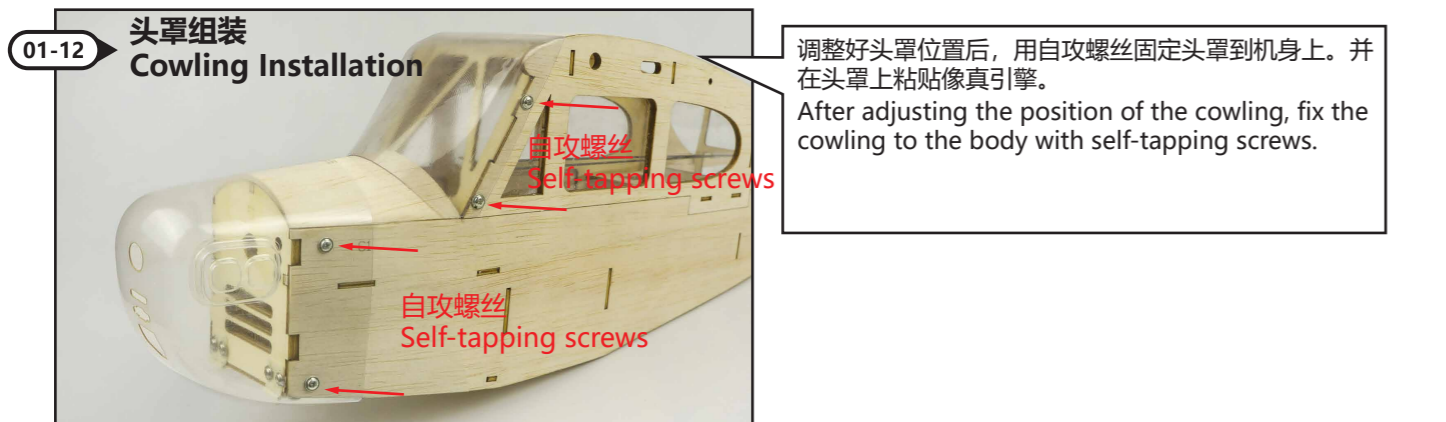 01-12
头罩组装
Cowling Installation
调整好头罩位置后，用自攻螺丝固定头罩到机身上。并
在头罩上粘贴像真引擎。
After adjusting the position of the cowling, fix the
cowling to the body with self-tapping screws.
自攻螺丝
Self-tapping screws
自攻螺丝
Self-tapping screws